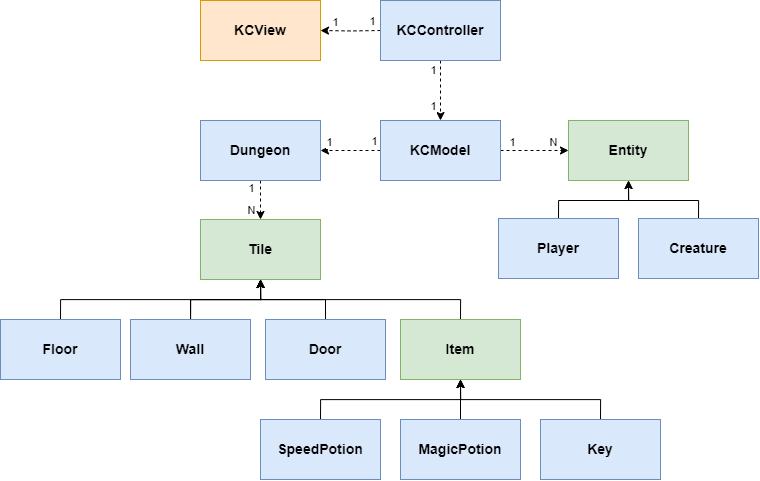 KCView
1
1
KCController
1
1
Dungeon
1
1
KCModel
1
N
Entity
1
N
Player
Creature
Tile
Floor
Wall
Door
Item
SpeedPotion
MagicPotion
Key